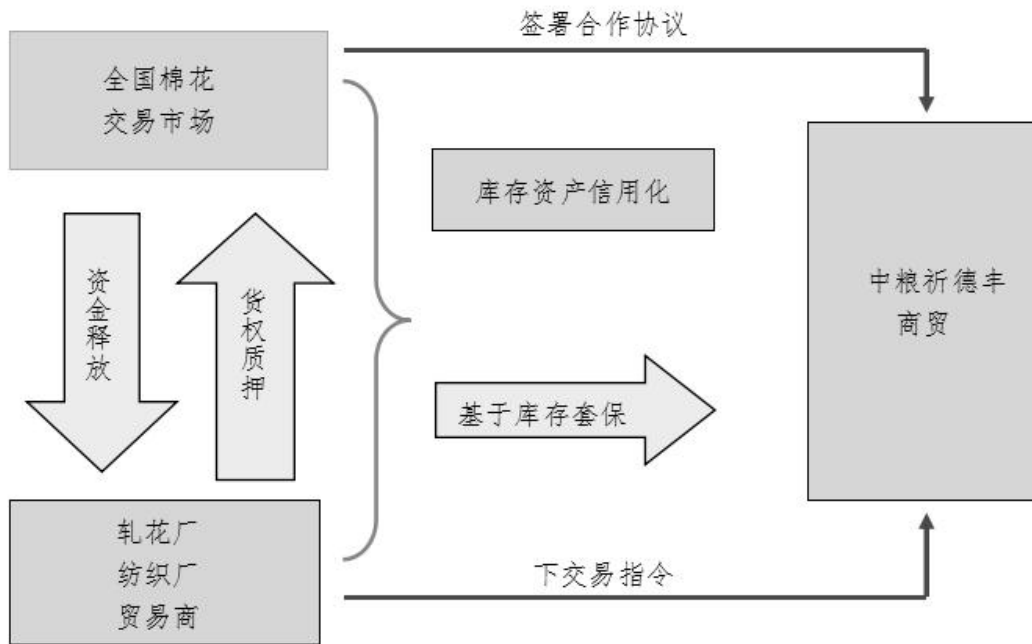 签署合作协议
全国棉花
交易市场
库存资产信用化
资金释放
货权质押
中粮祈德丰
商贸
基于库存套保
轧花厂
纺织厂
贸易商
下交易指令